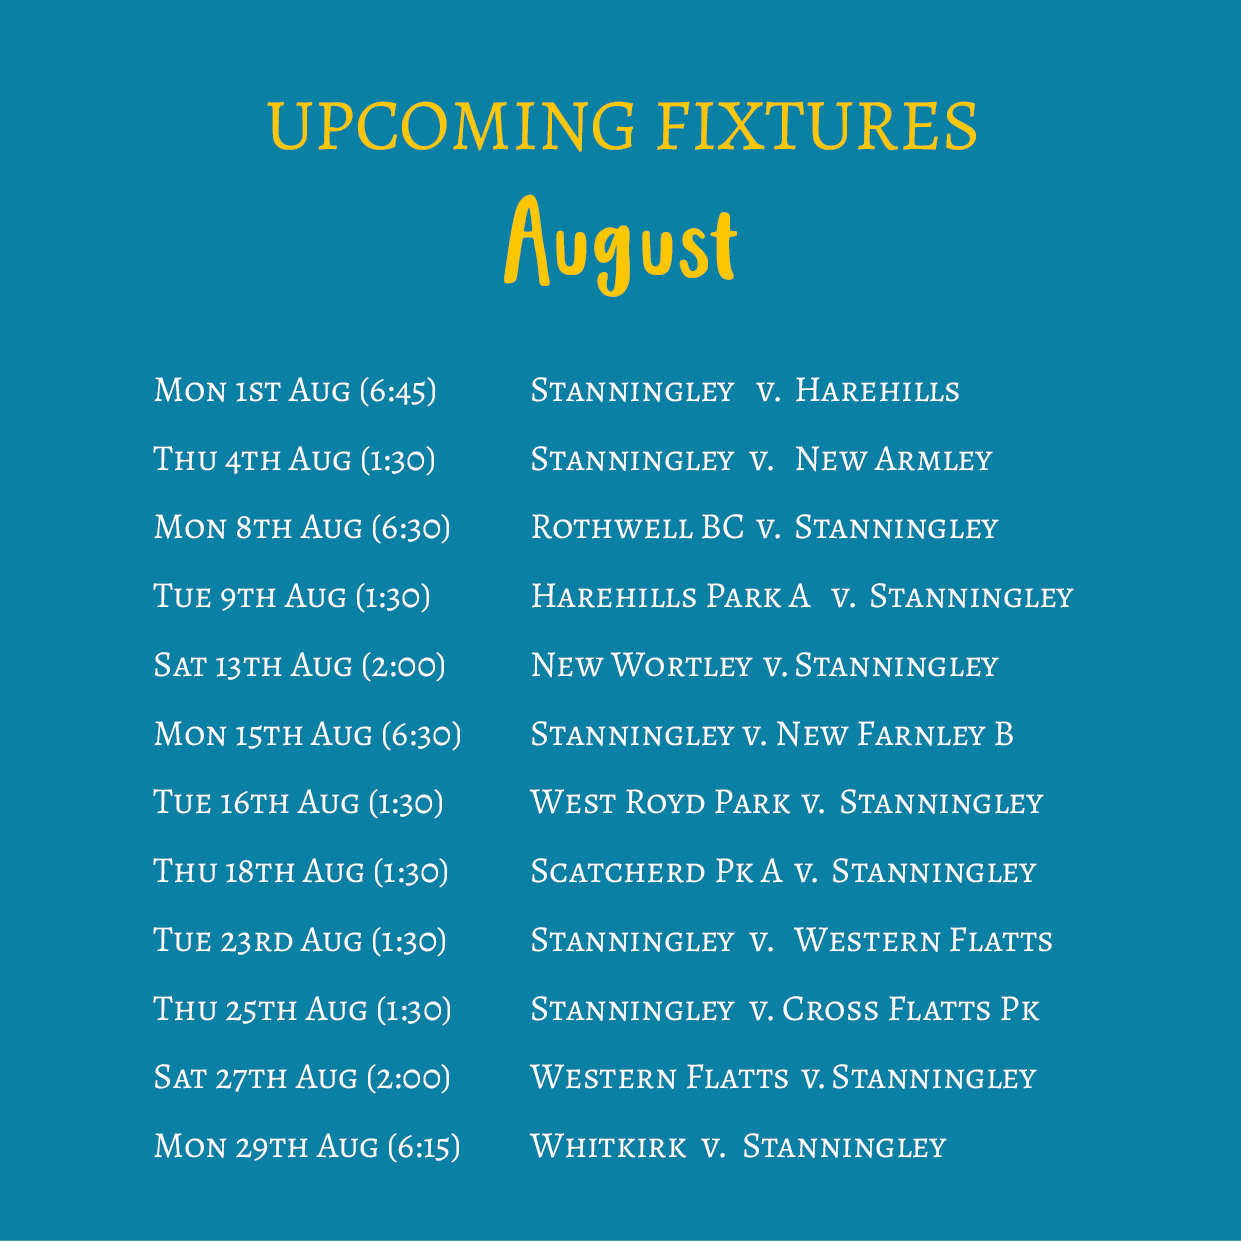 UPCOMING FIXTURES
August
Mon 1st Aug (6:45) Stanningley v. Harehills
Thu 4th Aug (1:30) Stanningley v. New Armley
Mon 8th Aug (6:30) Rothwell BC v. Stanningley
Tue 9th Aug (1:30) Harehills Park A v. Stanningley
Sat 13th Aug (2:00) New Wortley v. Stanningley
Mon 15th Aug (6:30) Stanningley v. New Farnley B
Tue 16th Aug (1:30) West Royd Park v. Stanningley
Thu 18th Aug (1:30) Scatcherd Pk A v. Stanningley
Tue 23rd Aug (1:30) Stanningley v. Western Flatts
Thu 25th Aug (1:30) Stanningley v. Cross Flatts Pk
Sat 27th Aug (2:00) Western Flatts v. Stanningley
Mon 29th Aug (6:15) Whitkirk v. Stanningley